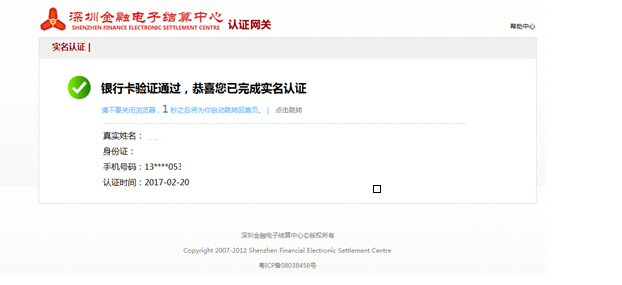 深圳金融电子结算中心 认证网关
SHENZHEN FINANCE ELECTRONIC SETTLEMENT CENTRE
帮助中心
实名认证 |
银行卡验证通过，恭喜您已完成实名认证
请不要关闭浏览器，1 秒之后将为你自动跳转回首页。 | 点击跳转
真实姓名：
身份证：
手机号码：13****053
认证时间：2017-02-20
深圳金融电子结算中心©版权所有
Copyright 2007-2012 Shenzhen Financial Electronic Settlement Centre
粤ICP备08038458号